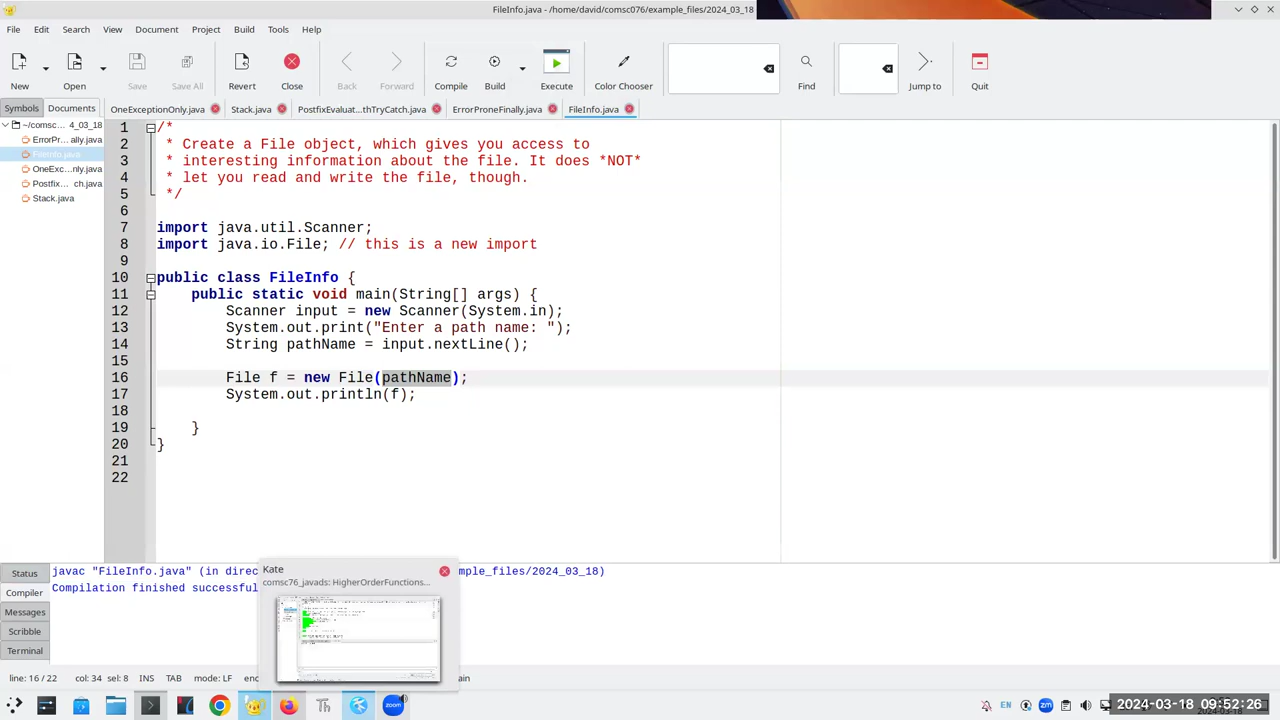 FileInfo.java - /home/david/comsc076/example_files/2024_03_18
File Edit Search View Document Project Build Tools Help
New Open Save Save All Revert Close Back Forward Compile Build Execute Color Chooser Find Jump to Quit
Symbols Documents OneExceptionOnly.java Stack.java PostfixEvaluat...thTryCatch.java ErrorProneFinally.java FileInfo.java
~/comsc... 4_03_18
ErrorPr... ally.java
FileInfo.java
OneExc...nly.java
Postfix... ch.java
Stack.java
1 /*
2 * Create a File object, which gives you access to
3 * interesting information about the file. It does *NOT*
4 * let you read and write the file, though.
5 */
6
7 import java.util.Scanner;
8 import java.io.File; // this is a new import
9
10 public class FileInfo {
11 public static void main(String[] args) {
12 Scanner input = new Scanner(System.in);
13 System.out.print("Enter a path name: ");
14 String pathName = input.nextLine();
15
16 File f = new File(pathName);
17 System.out.println(f);
18
19 }
20 }
21
22
Status
Compiler
Messages
Scribble
Terminal
javac "FileInfo.java" (in direc mple_files/2024_03_18)
Compilation finished successful
Kate
comsc76_javads: HigherOrderFunctions...
line: 16 / 22 col: 34 sel: 8 INS TAB mode: LF enc ain
Th zoom EN zm 2024-03-18 09:52:26